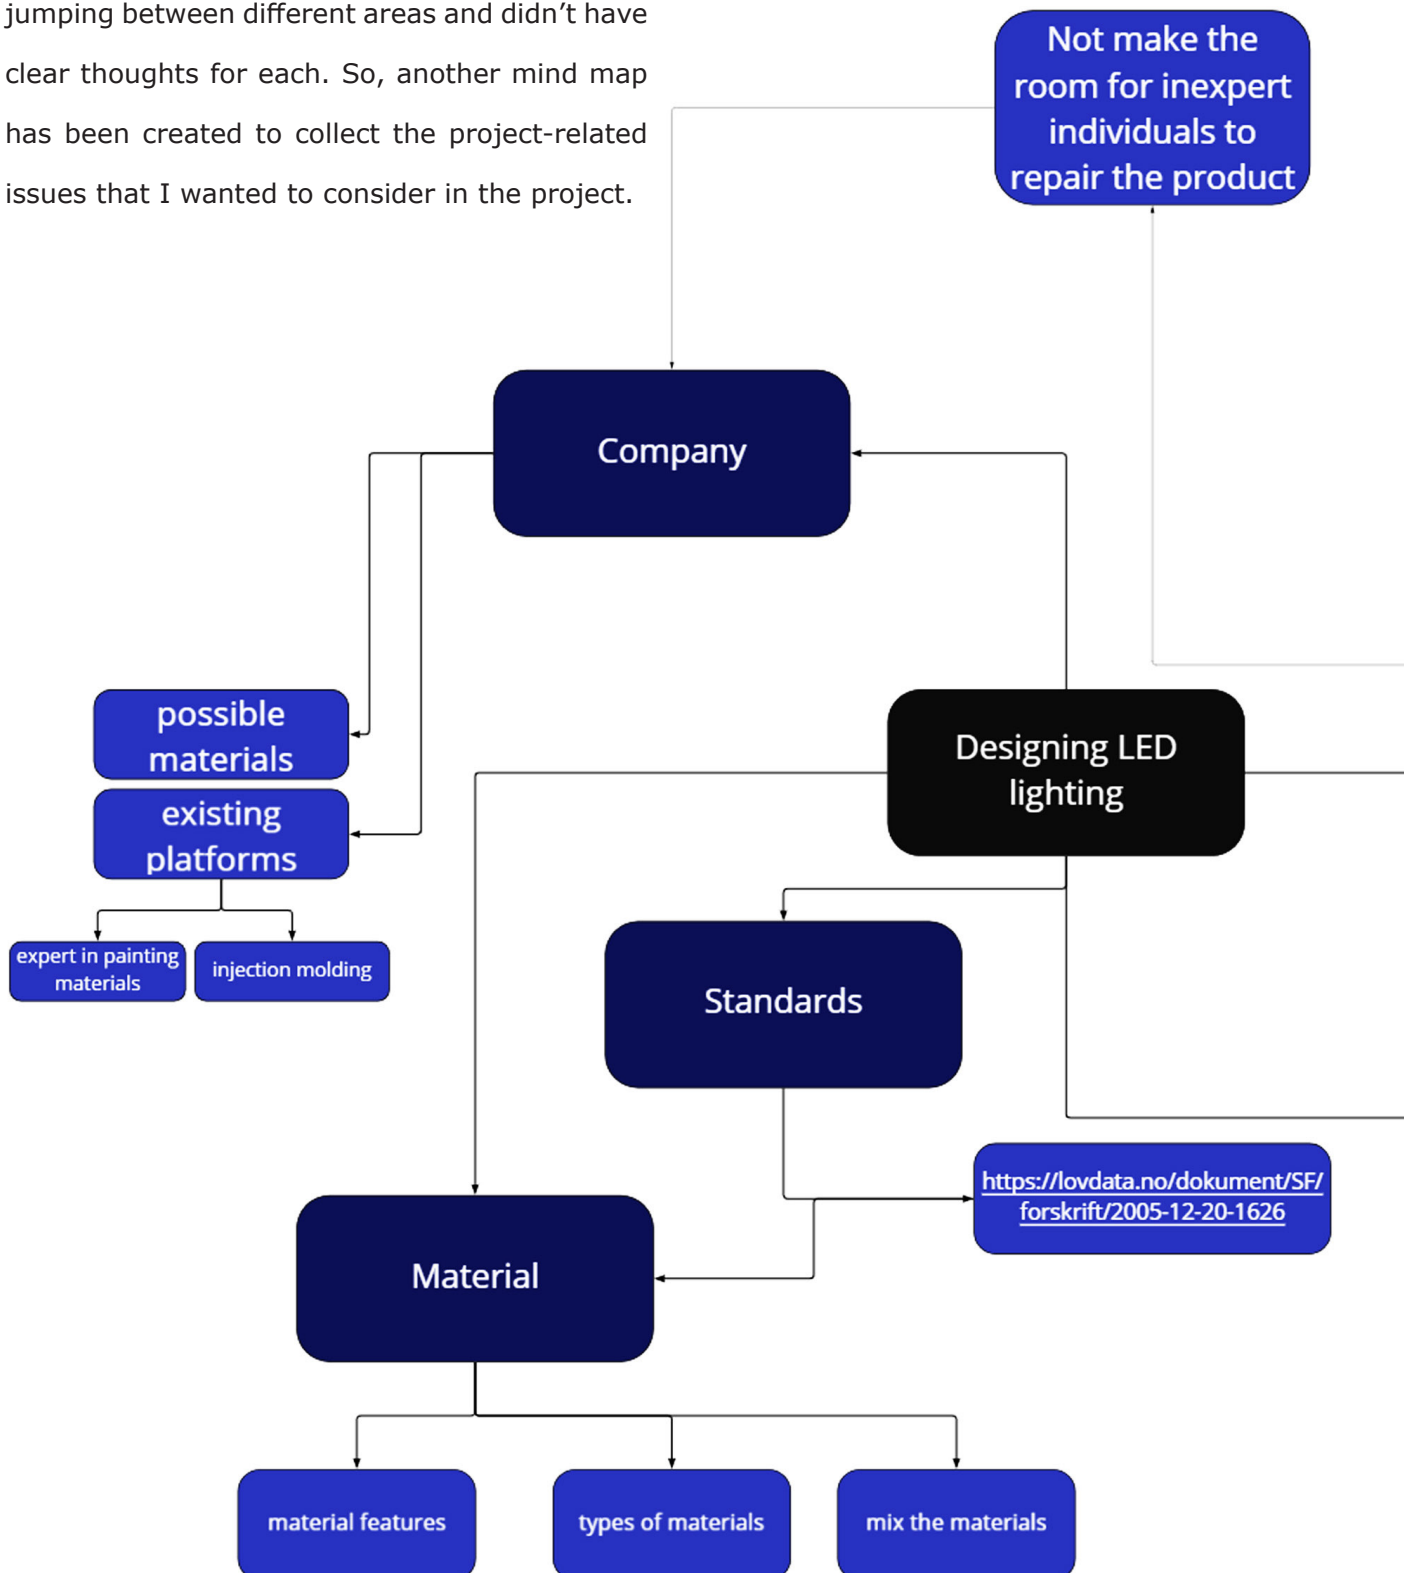 jumping between different areas and didn’t have
clear thoughts for each. So, another mind map
has been created to collect the project-related
issues that I wanted to consider in the project.
Not make the
room for inexpert
individuals to
repair the product
Company
possible
materials
existing
platforms
expert in painting
materials
injection molding
Designing LED
lighting
Standards
https://lovdata.no/dokument/SF/
forskrift/2005-12-20-1626
Material
material features
types of materials
mix the materials